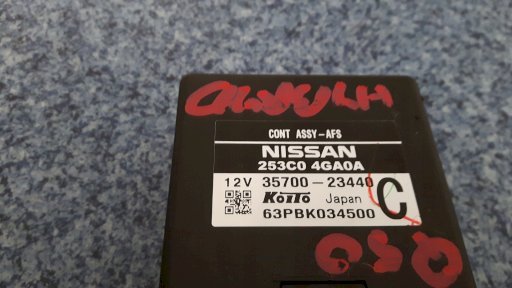 CONT ASSY-AFS
NISSAN
253C0 4GA0A
12V 35700-23440
KOITO Japan
C
63PBK034500